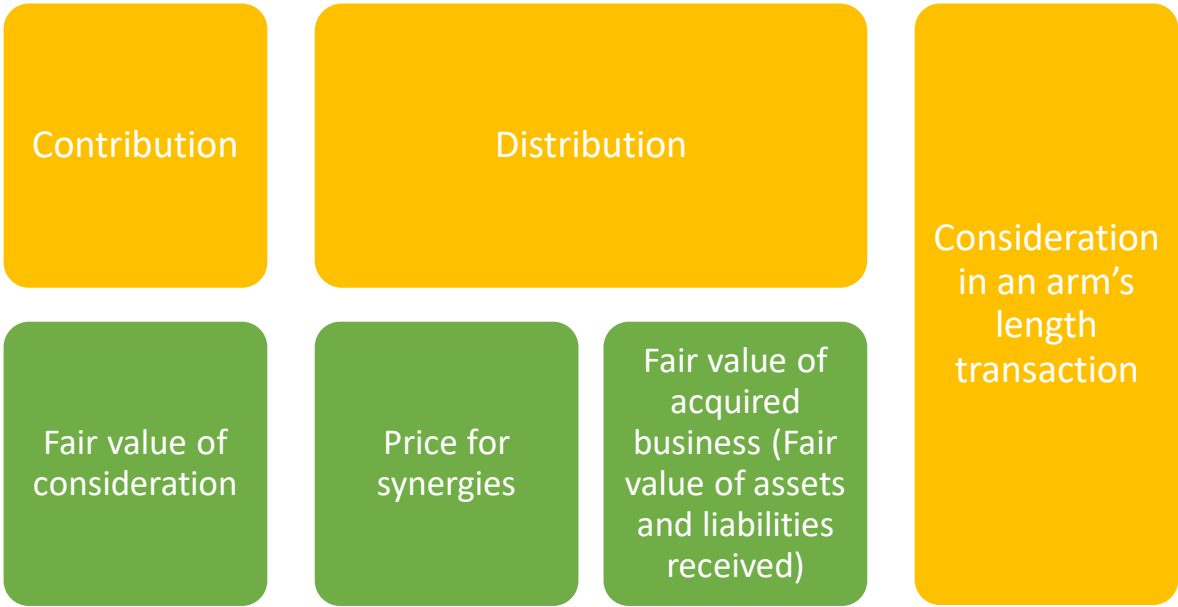 Contribution
Distribution
Consideration
in an arm’s
length
transaction
Fair value of
consideration
Price for
synergies
Fair value of
acquired
business (Fair
value of assets
and liabilities
received)